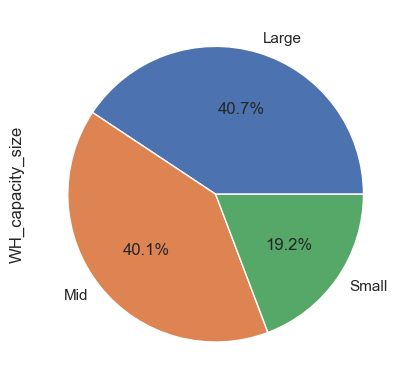 Large
40.7%
WH_capacity_size
40.1%
19.2%
Mid
Small